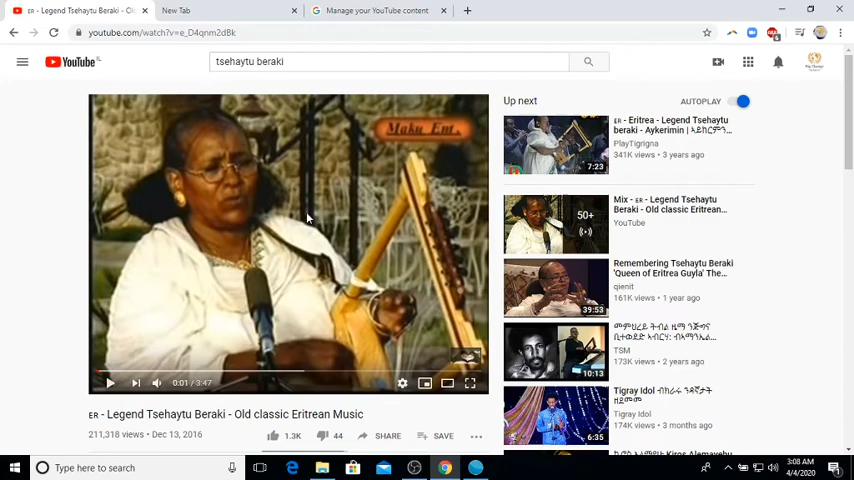 ER - Legend Tsehaytu Beraki - Ol
New Tab
Manage your YouTube content
youtube.com/watch?v=e_D4qnm2dBk
YouTube IL
tsehaytu beraki
Maku Ent.
0:01 / 3:47
ER - Legend Tsehaytu Beraki - Old classic Eritrean Music
211,318 views • Dec 13, 2016
1.3K
44
SHARE
SAVE
Up next
AUTOPLAY
ER - Eritrea - Legend Tsehaytu
beraki - Aykerimin | ኣይከርምን...
PlayTigrigna
341K views • 3 years ago
7:23
Mix - ER - Legend Tsehaytu
Beraki - Old classic Eritrean...
YouTube
50+
Remembering Tsehaytu Beraki
'Queen of Eritrea Guyla' The...
qienit
161K views • 1 year ago
39:53
TSM
173K views • 2 years ago
10:13
Tigray Idol
Tigray Idol
174K views • 3 months ago
6:35
Type here to search
3:08 AM
4/4/2020